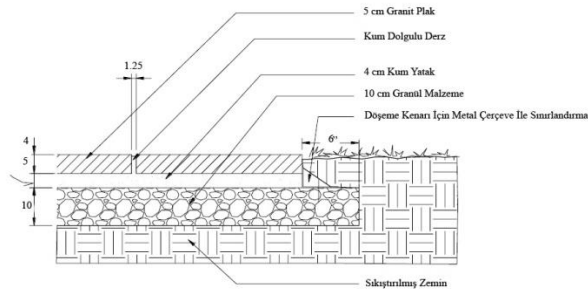 5 cm Granit Plak
Kum Dolgulu Derz
1.25
4 cm Kum Yatak
10 cm Granül Malzeme
Döşeme Kenarı İçin Metal Çerçeve İle Sınırlandırma
6"
4
5
10
Sıkıştırılmış Zemin